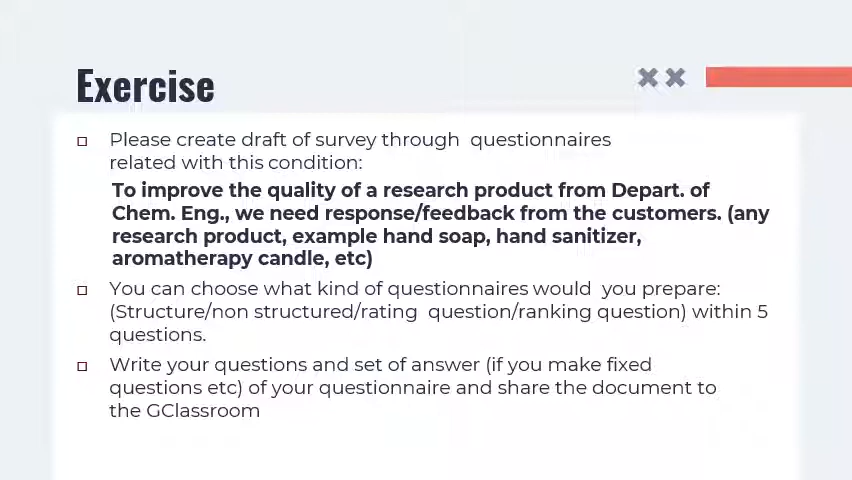 Exercise
Please create draft of survey through questionnaires
related with this condition:
To improve the quality of a research product from Depart. of
Chem. Eng., we need response/feedback from the customers. (any
research product, example hand soap, hand sanitizer,
aromatherapy candle, etc)
You can choose what kind of questionnaires would you prepare:
(Structure/non structured/rating question/ranking question) within 5
questions.
Write your questions and set of answer (if you make fixed
questions etc) of your questionnaire and share the document to
the GClassroom